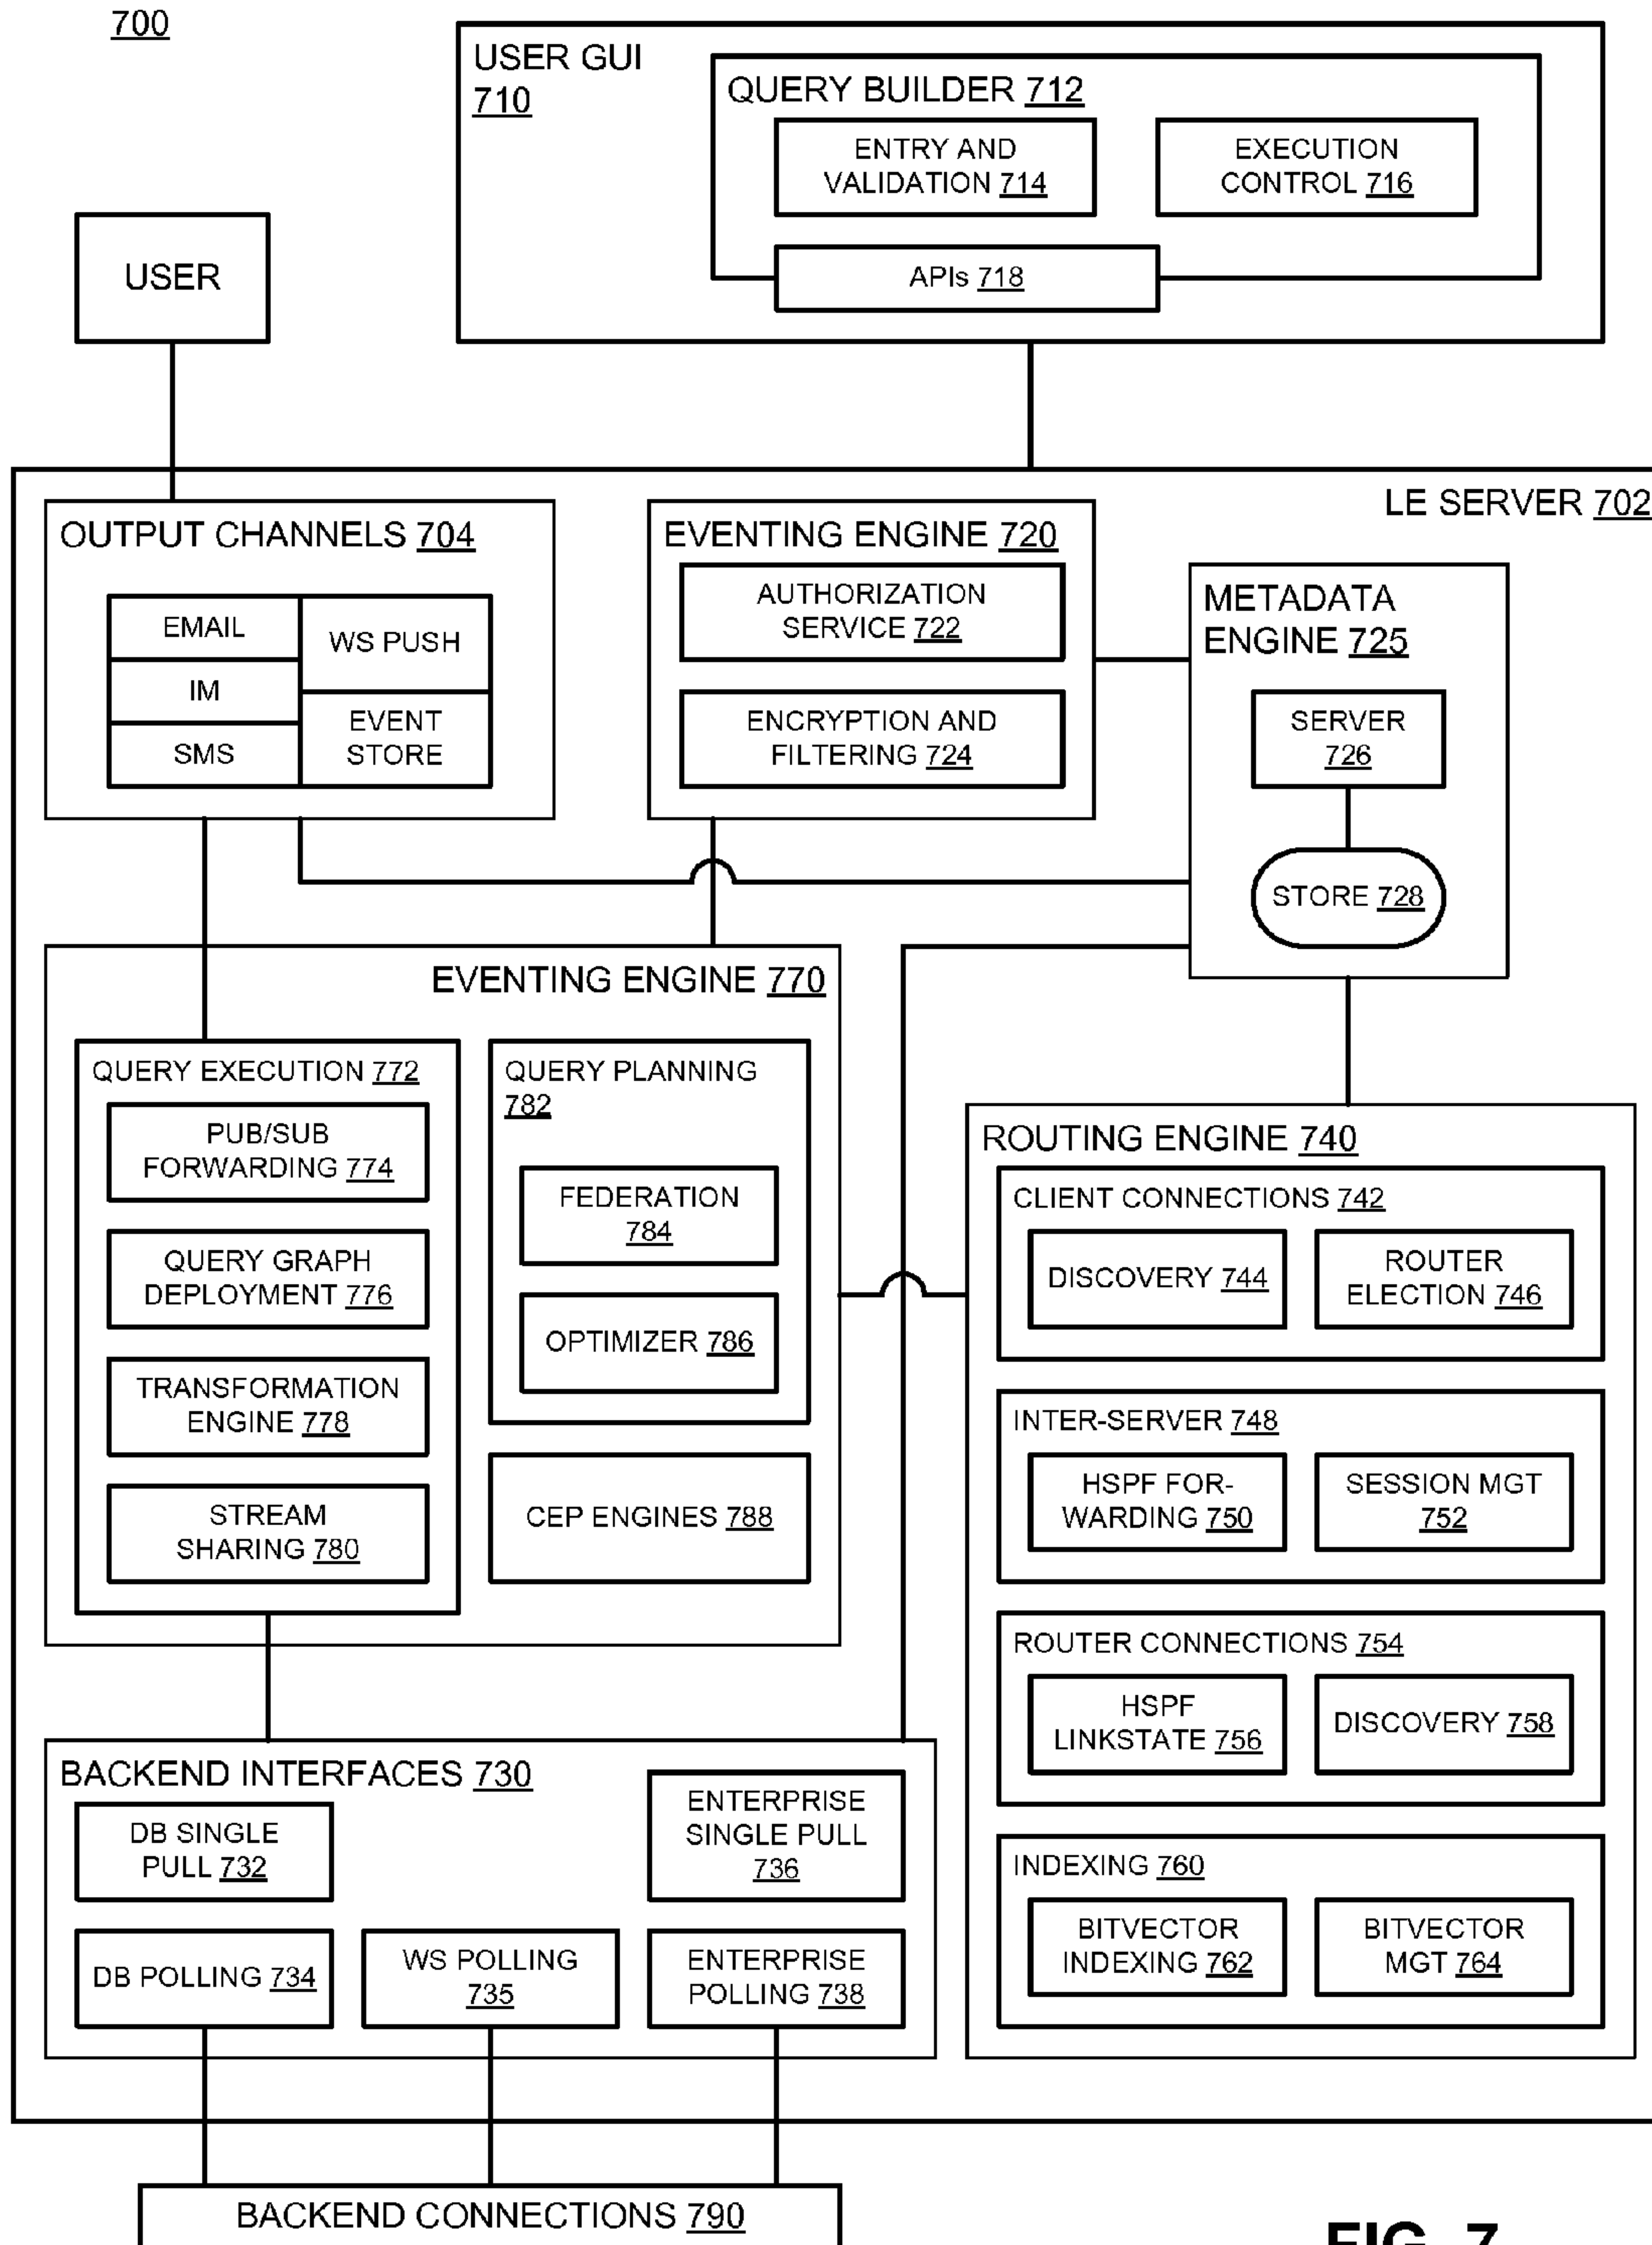 700
USER GUI
710
QUERY BUILDER 712
ENTRY AND
VALIDATION 714
EXECUTION
CONTROL 716
APIs 718
USER
LE SERVER 702
OUTPUT CHANNELS 704
EMAIL
IM
SMS
WS PUSH
EVENT
STORE
EVENTING ENGINE 720
AUTHORIZATION
SERVICE 722
ENCRYPTION AND
FILTERING 724
METADATA
ENGINE 725
SERVER
726
STORE 728
EVENTING ENGINE 770
QUERY EXECUTION 772
PUB/SUB
FORWARDING 774
QUERY GRAPH
DEPLOYMENT 776
TRANSFORMATION
ENGINE 778
STREAM
SHARING 780
QUERY PLANNING
782
FEDERATION
784
OPTIMIZER 786
CEP ENGINES 788
ROUTING ENGINE 740
CLIENT CONNECTIONS 742
DISCOVERY 744
ROUTER
ELECTION 746
INTER-SERVER 748
HSPF FOR-
WARDING 750
SESSION MGT
752
ROUTER CONNECTIONS 754
HSPF
LINKSTATE 756
DISCOVERY 758
INDEXING 760
BITVECTOR
INDEXING 762
BITVECTOR
MGT 764
BACKEND INTERFACES 730
DB SINGLE
PULL 732
ENTERPRISE
SINGLE PULL
736
DB POLLING 734
WS POLLING
735
ENTERPRISE
POLLING 738
BACKEND CONNECTIONS 790
FIG. 7